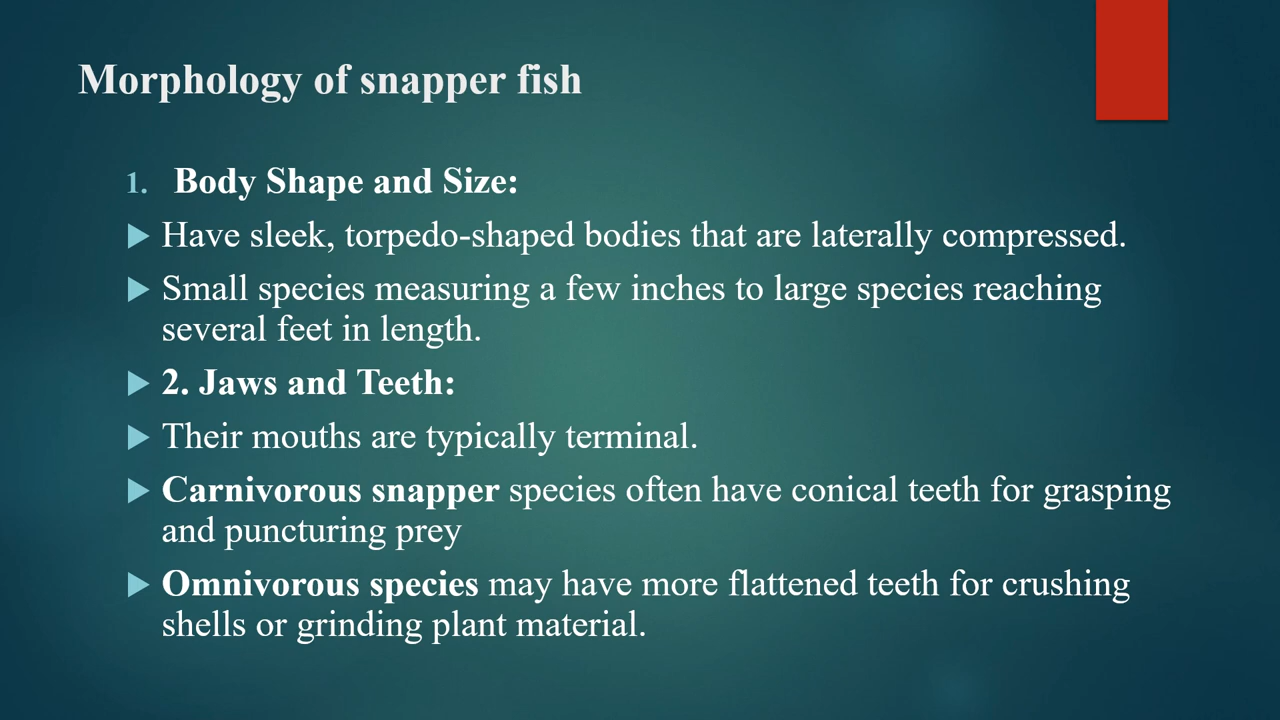 Morphology of snapper fish
1. Body Shape and Size:
Have sleek, torpedo-shaped bodies that are laterally compressed.
Small species measuring a few inches to large species reaching
several feet in length.
2. Jaws and Teeth:
Their mouths are typically terminal.
Carnivorous snapper species often have conical teeth for grasping
and puncturing prey
Omnivorous species may have more flattened teeth for crushing
shells or grinding plant material.